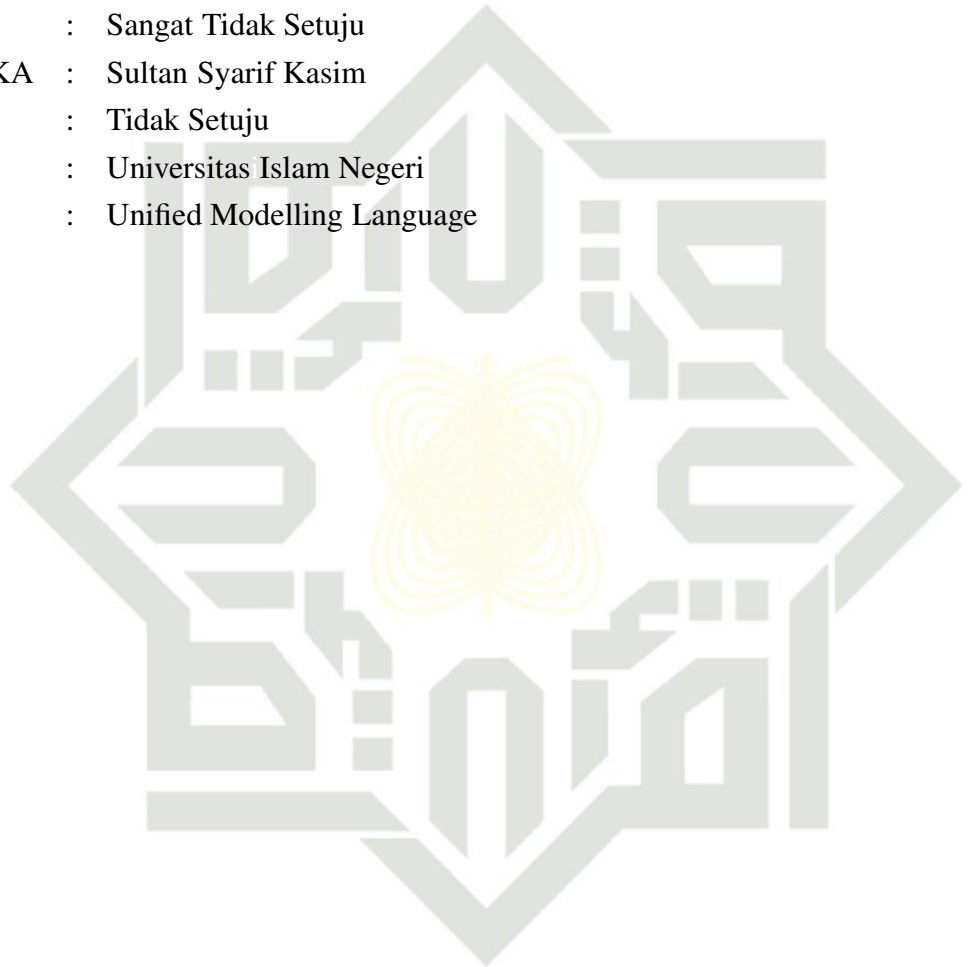 : Sangat Tidak Setuju
KA : Sultan Syarif Kasim
: Tidak Setuju
: Universitas Islam Negeri
: Unified Modelling Language